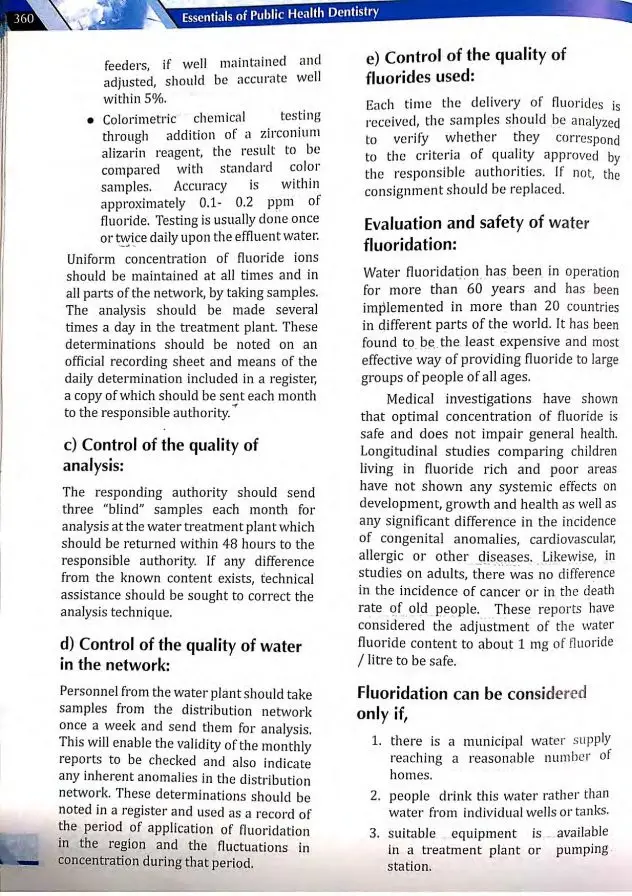 360
Essentials of Public Health Dentistry
feeders, if well maintained and
adjusted, should be accurate well
within 5%.
• Colorimetric chemical testing
through addition of a zirconium
alizarin reagent, the result to be
compared with standard color
samples. Accuracy is within
approximately 0.1- 0.2 ppm of
fluoride. Testing is usually done once
or twice daily upon the effluent water.
Uniform concentration of fluoride ions
should be maintained at all times and in
all parts of the network, by taking samples.
The analysis should be made several
times a day in the treatment plant. These
determinations should be noted on an
official recording sheet and means of the
daily determination included in a register,
a copy of which should be sent each month
to the responsible authority.
c) Control of the quality of
analysis:
The responding authority should send
three "blind" samples each month for
analysis at the water treatment plant which
should be returned within 48 hours to the
responsible authority. If any difference
from the known content exists, technical
assistance should be sought to correct the
analysis technique.
d) Control of the quality of water
in the network:
Personnel from the water plant should take
samples from the distribution network
once a week and send them for analysis.
This will enable the validity of the monthly
reports to be checked and also indicate
any inherent anomalies in the distribution
network. These determinations should be
noted in a register and used as a record of
the period of application of fluoridation
in the region and the fluctuations in
concentration during that period.
e) Control of the quality of
fluorides used:
Each time the delivery of fluorides is
received, the samples should be analyzed
to verify whether they correspond
to the criteria of quality approved by
the responsible authorities. If not, the
consignment should be replaced.
Evaluation and safety of water
fluoridation:
Water fluoridation has been in operation
for more than 60 years and has been
implemented in more than 20 countries
in different parts of the world. It has been
found to be the least expensive and most
effective way of providing fluoride to large
groups of people of all ages.
Medical investigations have shown
that optimal concentration of fluoride is
safe and does not impair general health.
Longitudinal studies comparing children
living in fluoride rich and poor areas
have not shown any systemic effects on
development, growth and health as well as
any significant difference in the incidence
of congenital anomalies, cardiovascular,
allergic or other diseases. Likewise, in
studies on adults, there was no difference
in the incidence of cancer or in the death
rate of old people. These reports have
considered the adjustment of the water
fluoride content to about 1 mg of fluoride
/ litre to be safe.
Fluoridation can be considered
only if,
1. there is a municipal water supply
reaching a reasonable number of
homes.
2. people drink this water rather than
water from individual wells or tanks.
3. suitable equipment is available
in a treatment plant or pumping
station.